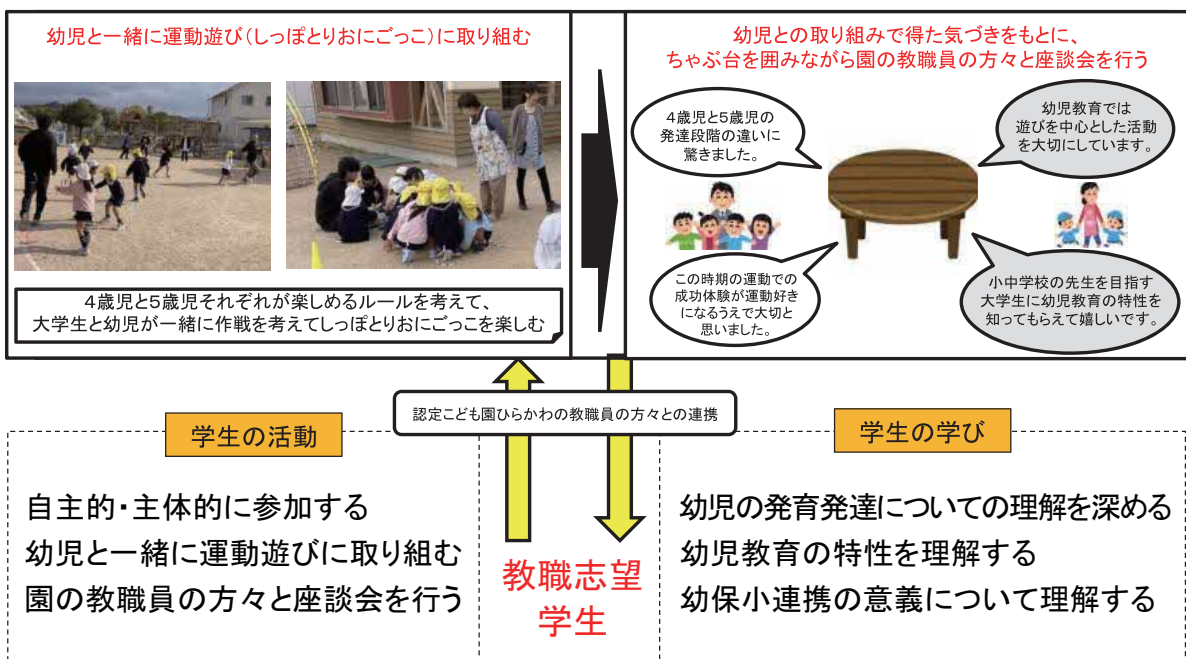 幼児と一緒に運動遊び(しっぽとりおにごっこ)に取り組む
4歳児と5歳児それぞれが楽しめるルールを考えて、
大学生と幼児が一緒に作戦を考えてしっぽとりおにごっこを楽しむ
幼児との取り組みで得た気づきをもとに、
ちゃぶ台を囲みながら園の教職員の方々と座談会を行う
4歳児と5歳児の
発達段階の違いに
驚きました。
幼児教育では
遊びを中心とした活動
を大切にしています。
この時期の運動での
成功体験が運動好き
になるうえで大切と
思いました。
小中学校の先生を目指す
大学生に幼児教育の特性を
知ってもらえて嬉しいです。
認定こども園ひらかわの教職員の方々との連携
学生の活動
自主的・主体的に参加する
幼児と一緒に運動遊びに取り組む
園の教職員の方々と座談会を行う
教職志望
学生
学生の学び
幼児の発育発達についての理解を深める
幼児教育の特性を理解する
幼保小連携の意義について理解する